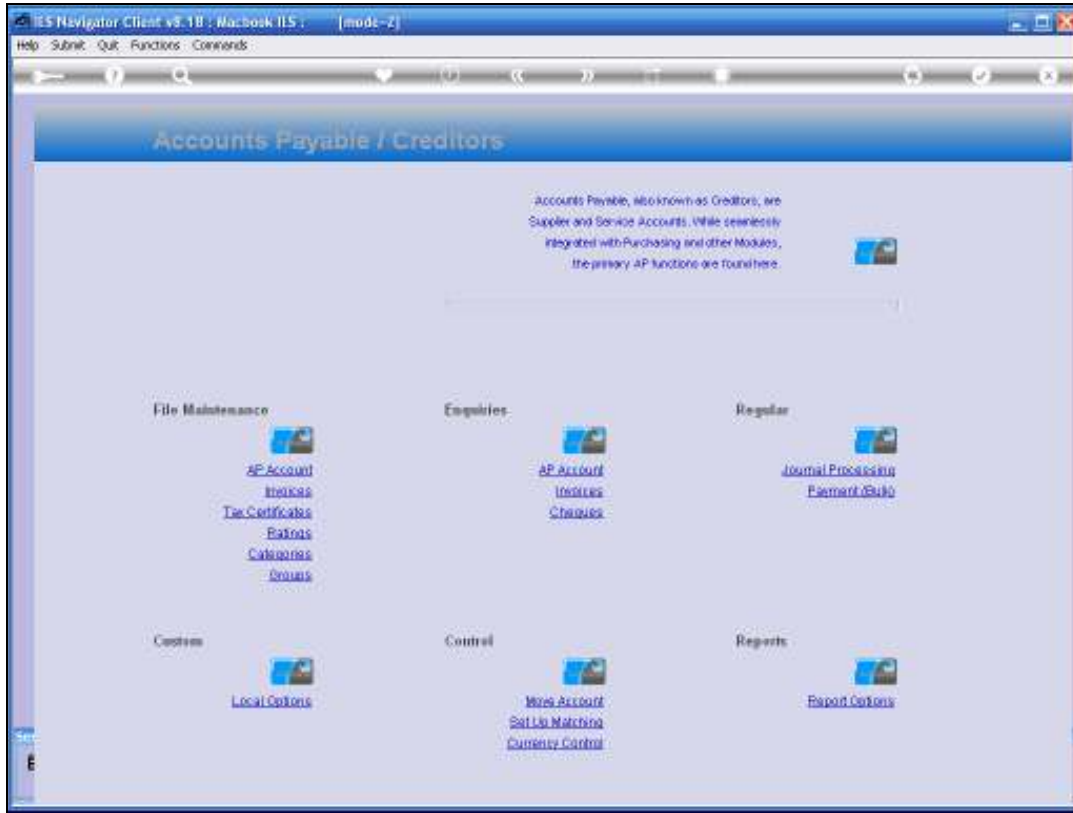 IES Navigator Client v8.1B : Macbook IES : [mode-2]
Help Submit Quit Functions Commands
Accounts Payable / Creditors
Accounts Payable, also known as Creditors, are
Supplier and Service Accounts. While seamlessly
integrated with Purchasing and other Modules,
the primary AP functions are found here.
File Maintenance
AP Account
Invoices
Tax Certificates
Ratings
Categories
Groups
Enquiries
AP Account
Invoices
Cheques
Regular
Journal Processing
Payment (Bulk)
Custom
Local Options
Control
Move Account
Set Up Matching
Currency Control
Reports
Report Options